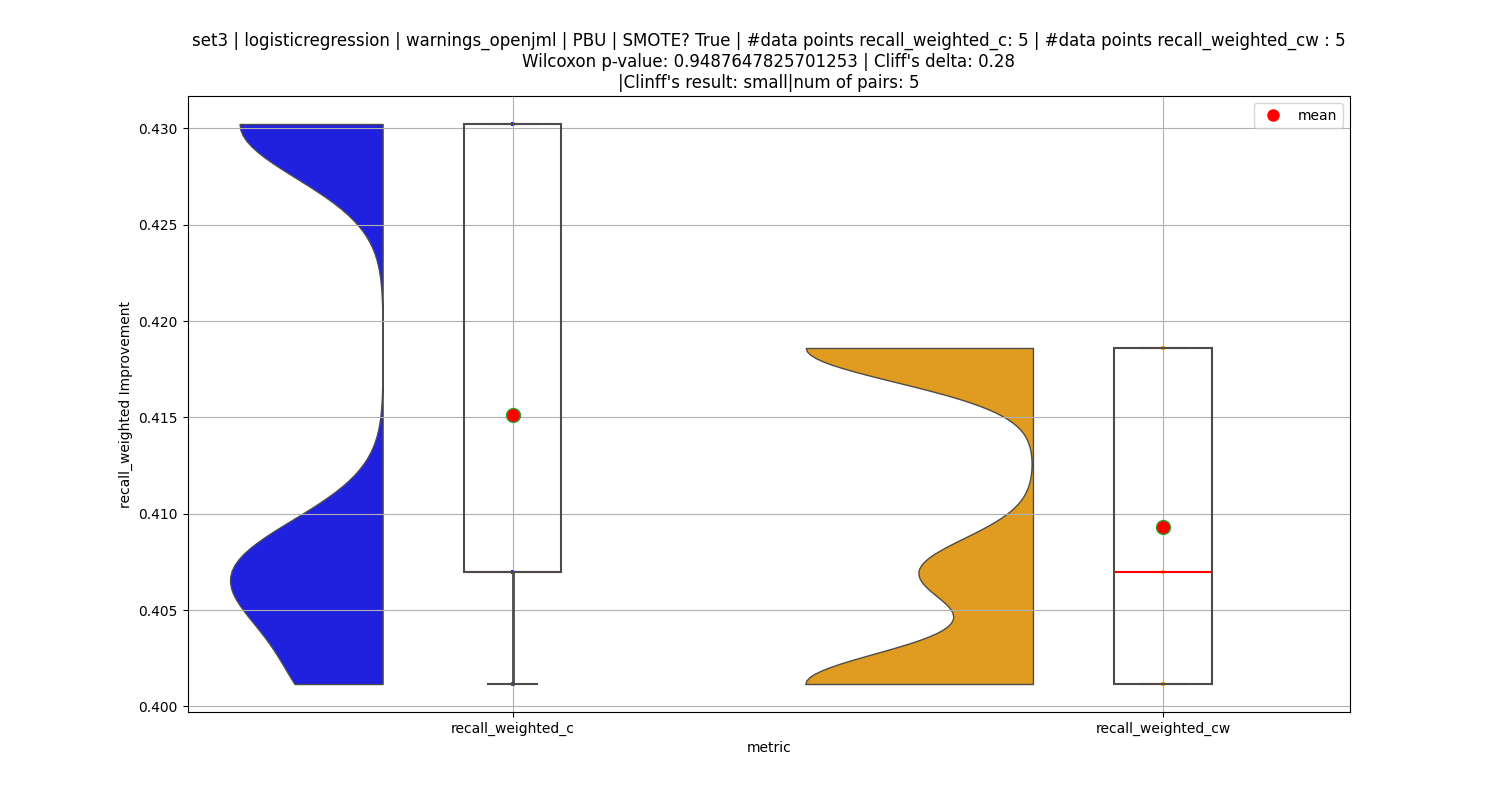 set3 | logisticregression | warnings_openjml | PBU | SMOTE? True | #data points recall_weighted_c: 5 | #data points recall_weighted_cw : 5
Wilcoxon p-value: 0.9487647825701253 | Cliff's delta: 0.28
|Clinff's result: small|num of pairs: 5
mean
0.430
0.425
0.420
0.415
0.410
0.405
0.400
recall_weighted Improvement
recall_weighted_c
recall_weighted_cw
metric